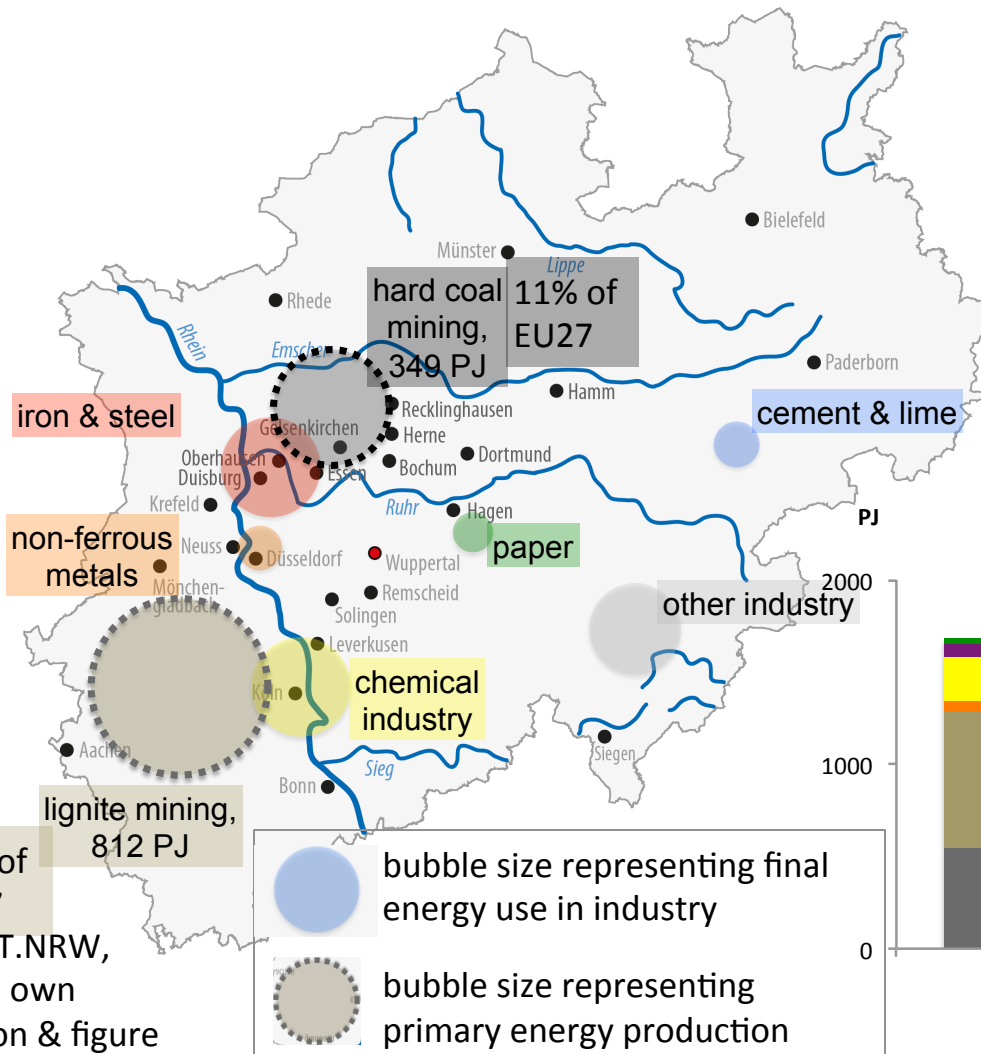 Bielefeld
Münster
Lippe
hard coal
mining,
349 PJ
11% of
EU27
Rhede
Rhein
Emscher
Paderborn
Hamm
Recklinghausen
cement & lime
iron & steel
Gelsenkirchen
Herne
Oberhausen
Bochum
Dortmund
Duisburg
Essen
Krefeld
Ruhr
Hagen
PJ
non-ferrous
metals
Neuss
Düsseldorf
Wuppertal
paper
Mönchen-
gladbach
Remscheid
Solingen
2000
other industry
Leverkusen
Köln
chemical
industry
Aachen
Siegen
1000
Sieg
Bonn
lignite mining,
812 PJ
of
T.NRW,
own
on & figure
bubble size representing final
energy use in industry
0
bubble size representing
primary energy production